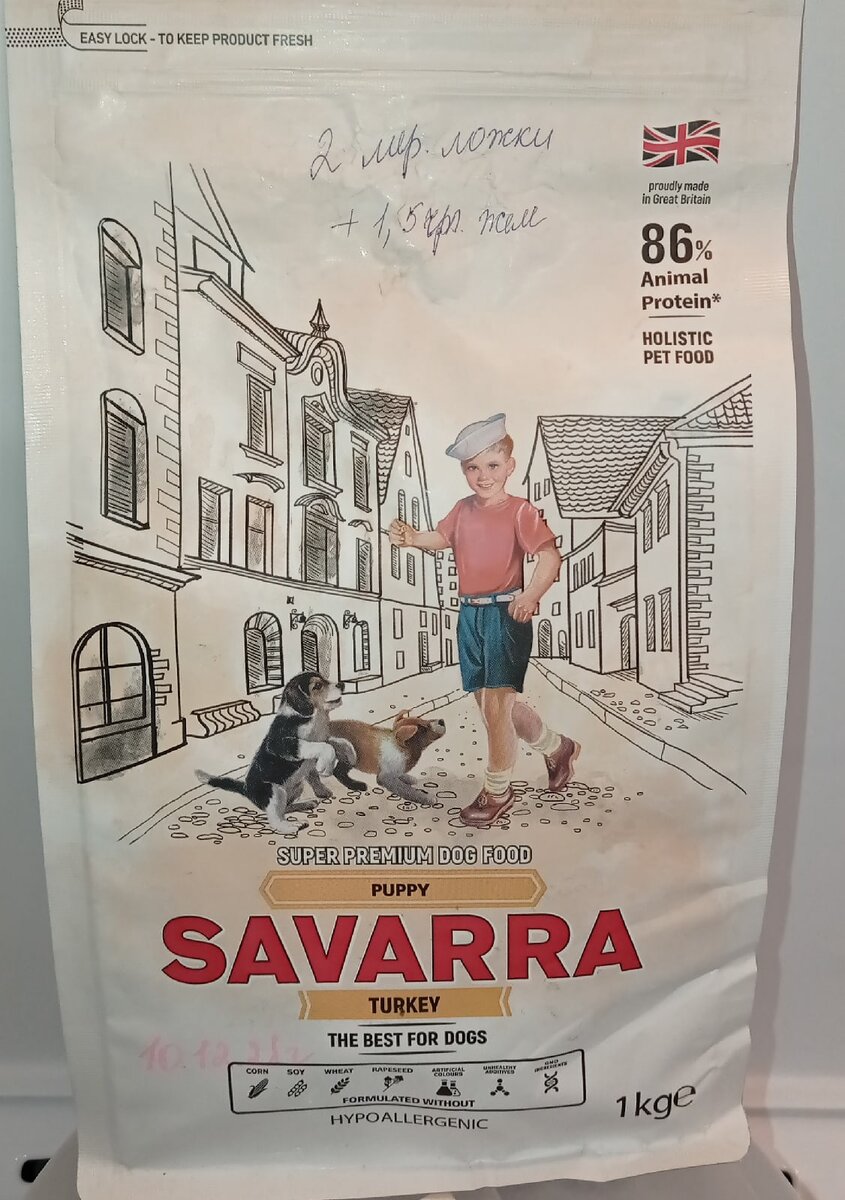 EASY LOCK - TO KEEP PRODUCT FRESH
2 мер. ложки
+ 1,5 гр. жел
proudly made
in Great Britain
86%
Animal
Protein*
HOLISTIC
PET FOOD
SUPER PREMIUM DOG FOOD
PUPPY
SAVARRA
TURKEY
THE BEST FOR DOGS
CORN
SOY
WHEAT
RAPESEED
ARTIFICIAL
COLOURS
UNHEALTHY
ADDITIVES
GMO
INGREDIENTS
FORMULATED WITHOUT
HYPOALLERGENIC
1kg℮